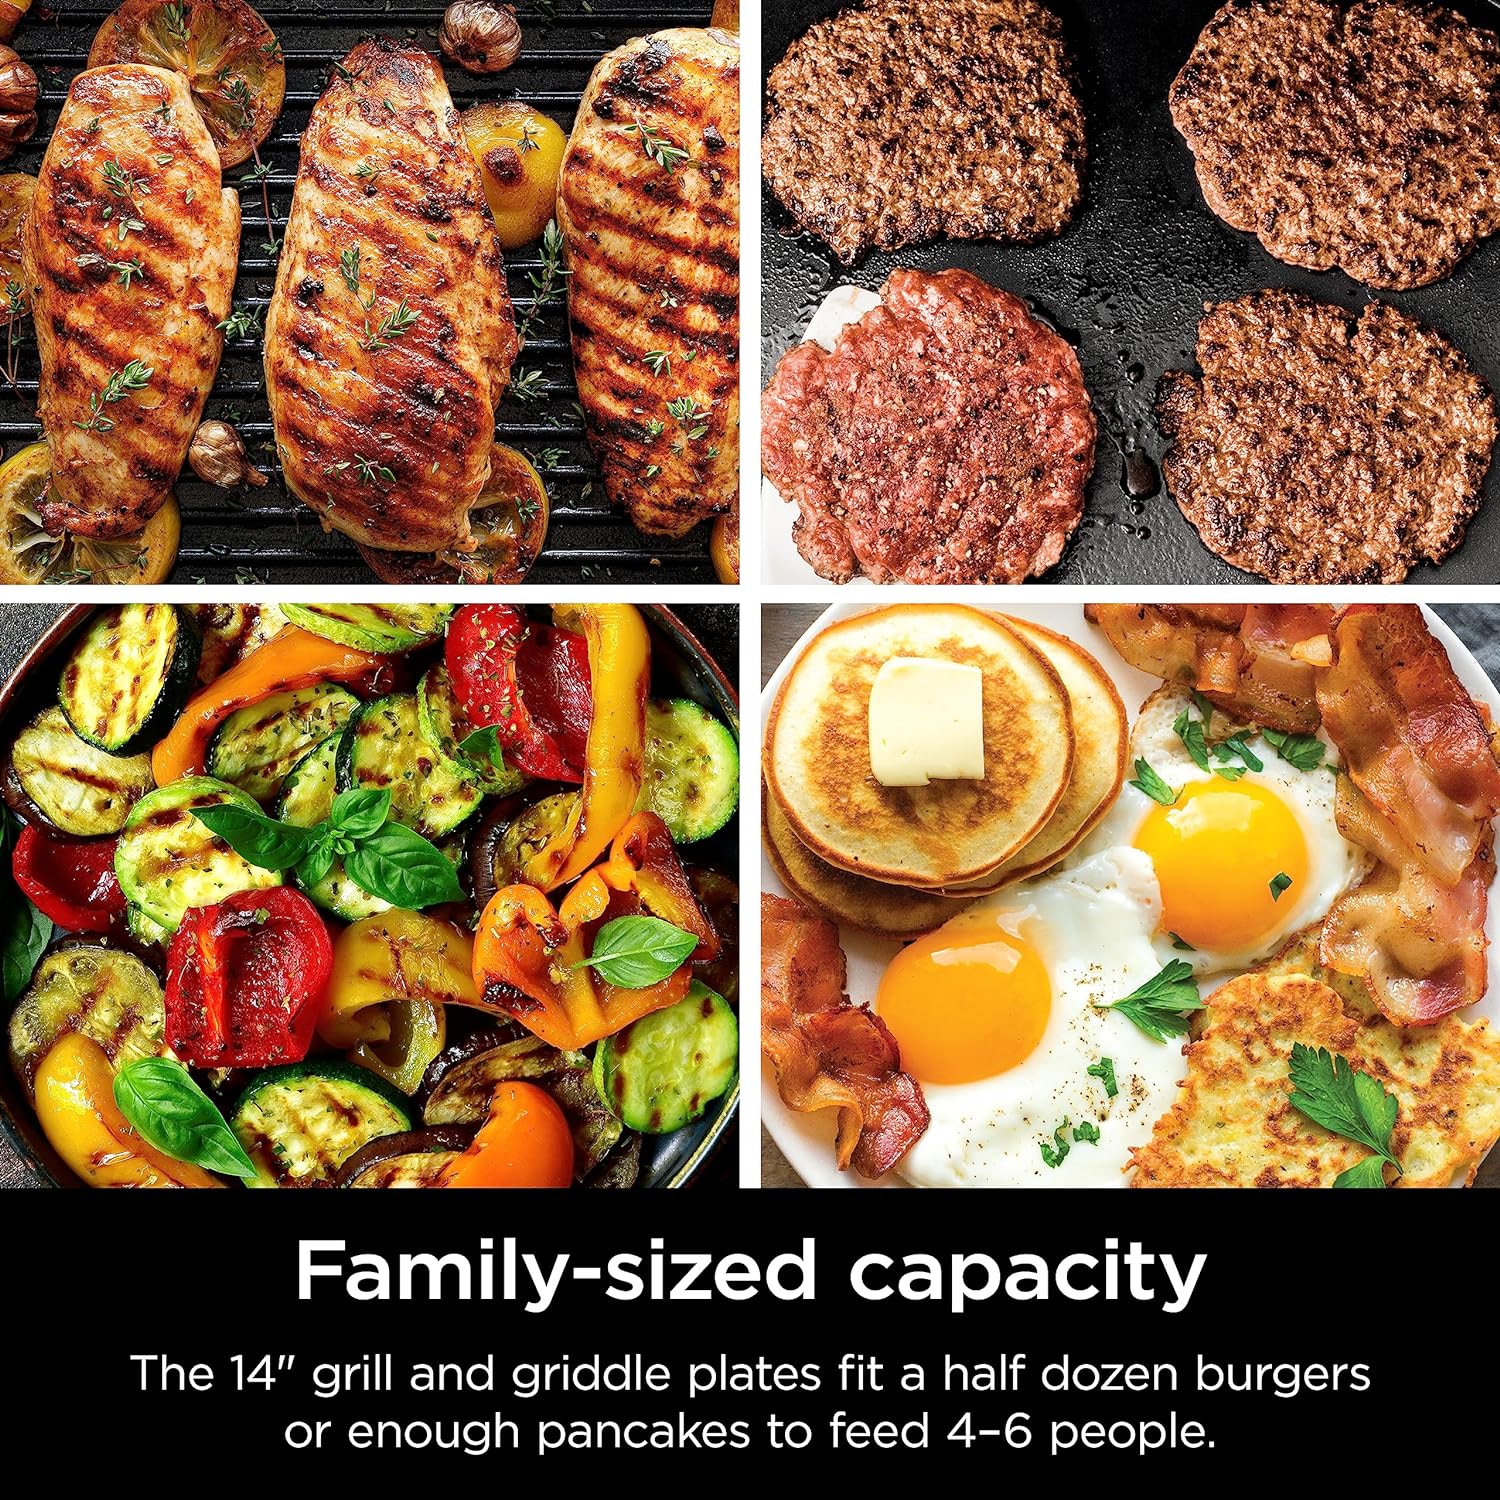 Family-sized capacity
The 14" grill and griddle plates fit a half dozen burgers
or enough pancakes to feed 4–6 people.